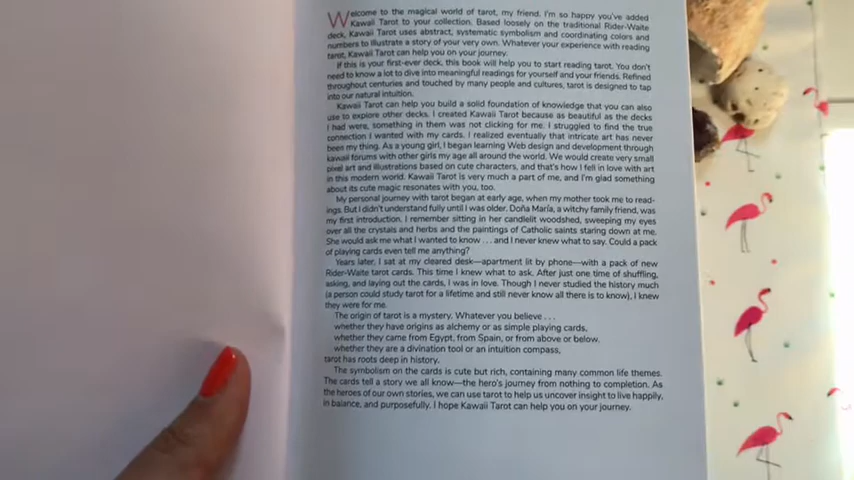 Welcome to the magical world of tarot, my friend. I'm so happy you've added
Kawaii Tarot to your collection. Based loosely on the traditional Rider-Waite
deck, Kawaii Tarot uses abstract, systematic symbolism and coordinating colors and
numbers to illustrate a story of your very own. Whatever your experience with reading
tarot, Kawaii Tarot can help you on your journey.
If this is your first-ever deck, this book will help you to start reading tarot. You don't
need to know a lot to dive into meaningful readings for yourself and your friends. Refined
throughout centuries and touched by many people and cultures, tarot is designed to tap
into our natural intuition.
Kawaii Tarot can help you build a solid foundation of knowledge that you can also
use to explore other decks. I created Kawaii Tarot because as beautiful as the decks
I had were, something in them was not clicking for me. I struggled to find the true
connection I wanted with my cards. I realized eventually that intricate art has never
been my thing. As a young girl, I began learning Web design and development through
kawaii forums with other girls my age all around the world. We would create very small
pixel art and illustrations based on cute characters, and that's how I fell in love with art
in this modern world. Kawaii Tarot is very much a part of me, and I'm glad something
about its cute magic resonates with you, too.
My personal journey with tarot began at early age, when my mother took me to read-
ings. But I didn't understand fully until I was older. Doña María, a witchy family friend, was
my first introduction. I remember sitting in her candlelit woodshed, sweeping my eyes
over all the crystals and herbs and the paintings of Catholic saints staring down at me.
She would ask me what I wanted to know . . . and I never knew what to say. Could a pack
of playing cards even tell me anything?
Years later, I sat at my cleared desk—apartment lit by phone—with a pack of new
Rider-Waite tarot cards. This time I knew what to ask. After just one time of shuffling,
asking, and laying out the cards, I was in love. Though I never studied the history much
(a person could study tarot for a lifetime and still never know all there is to know), I knew
they were for me.
The origin of tarot is a mystery. Whatever you believe . . .
whether they have origins as alchemy or as simple playing cards,
whether they came from Egypt, from Spain, or from above or below,
whether they are a divination tool or an intuition compass,
tarot has roots deep in history.
The symbolism on the cards is cute but rich, containing many common life themes.
The cards tell a story we all know—the hero's journey from nothing to completion. As
the heroes of our own stories, we can use tarot to help us uncover insight to live happily,
in balance, and purposefully. I hope Kawaii Tarot can help you on your journey.